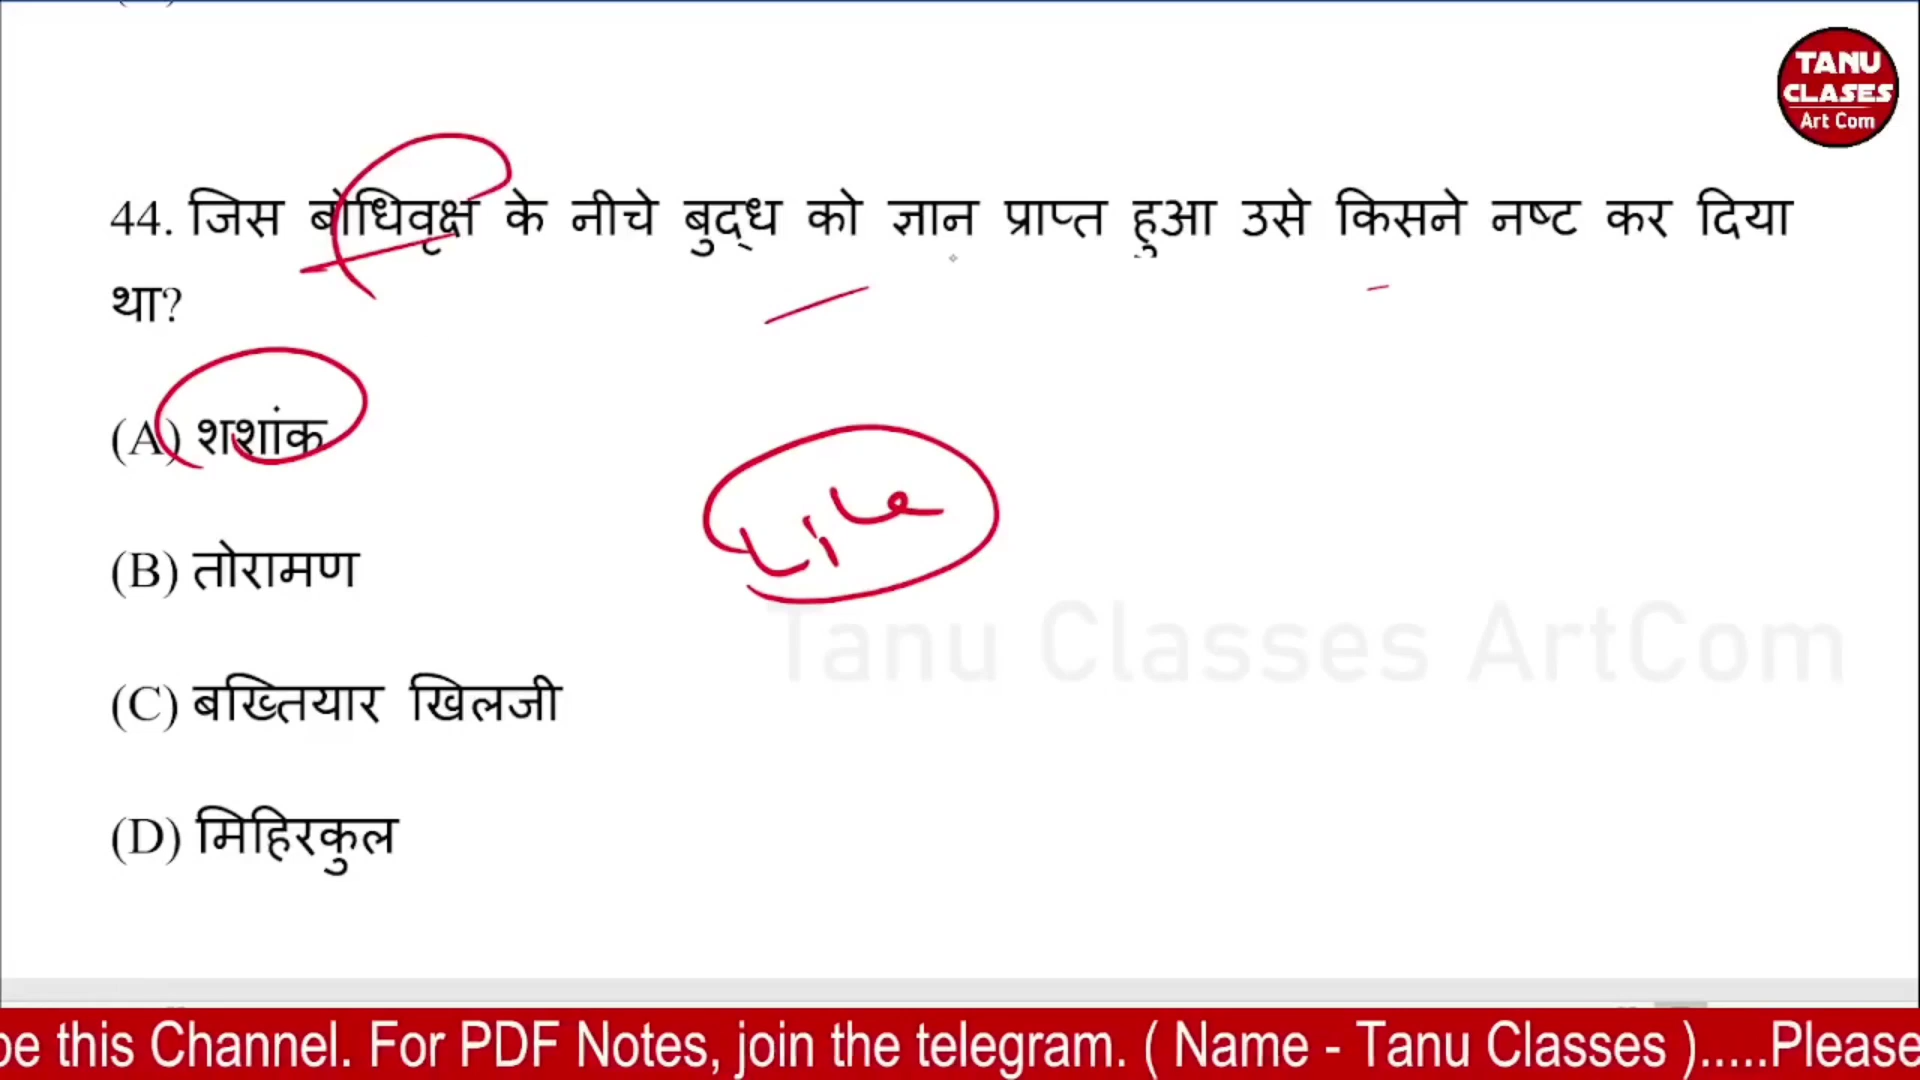 TANU
CLASES
Art Com
44. जिस बोधिवृक्ष के नीचे बुद्ध को ज्ञान प्राप्त हुआ उसे किसने नष्ट कर दिया
था?
(A) शशांक
(B) तोरामण
(C) बख्तियार खिलजी
(D) मिहिरकुल
Tanu Classes ArtCom
be this Channel. For PDF Notes, join the telegram. ( Name - Tanu Classes ).....Please